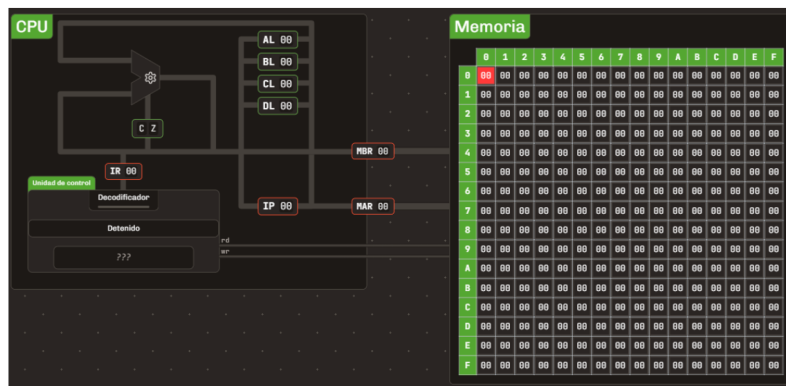 CPU
AL 00
BL 00
CL 00
DL 00
C Z
MBR 00
IR 00
Unidad de control
Decodificador
Detenido
???
IP 00
MAR 00
rd
wr
Memoria
0 1 2 3 4 5 6 7 8 9 A B C D E F
0 00 00 00 00 00 00 00 00 00 00 00 00 00 00 00 00
1 00 00 00 00 00 00 00 00 00 00 00 00 00 00 00 00
2 00 00 00 00 00 00 00 00 00 00 00 00 00 00 00 00
3 00 00 00 00 00 00 00 00 00 00 00 00 00 00 00 00
4 00 00 00 00 00 00 00 00 00 00 00 00 00 00 00 00
5 00 00 00 00 00 00 00 00 00 00 00 00 00 00 00 00
6 00 00 00 00 00 00 00 00 00 00 00 00 00 00 00 00
7 00 00 00 00 00 00 00 00 00 00 00 00 00 00 00 00
8 00 00 00 00 00 00 00 00 00 00 00 00 00 00 00 00
9 00 00 00 00 00 00 00 00 00 00 00 00 00 00 00 00
A 00 00 00 00 00 00 00 00 00 00 00 00 00 00 00 00
B 00 00 00 00 00 00 00 00 00 00 00 00 00 00 00 00
C 00 00 00 00 00 00 00 00 00 00 00 00 00 00 00 00
D 00 00 00 00 00 00 00 00 00 00 00 00 00 00 00 00
E 00 00 00 00 00 00 00 00 00 00 00 00 00 00 00 00
F 00 00 00 00 00 00 00 00 00 00 00 00 00 00 00 00